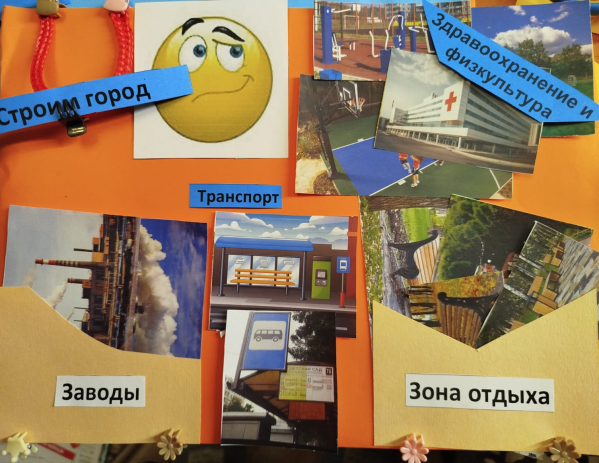 Строим город
Здравоохранение и
физкультура
Транспорт
Заводы
Зона отдыха